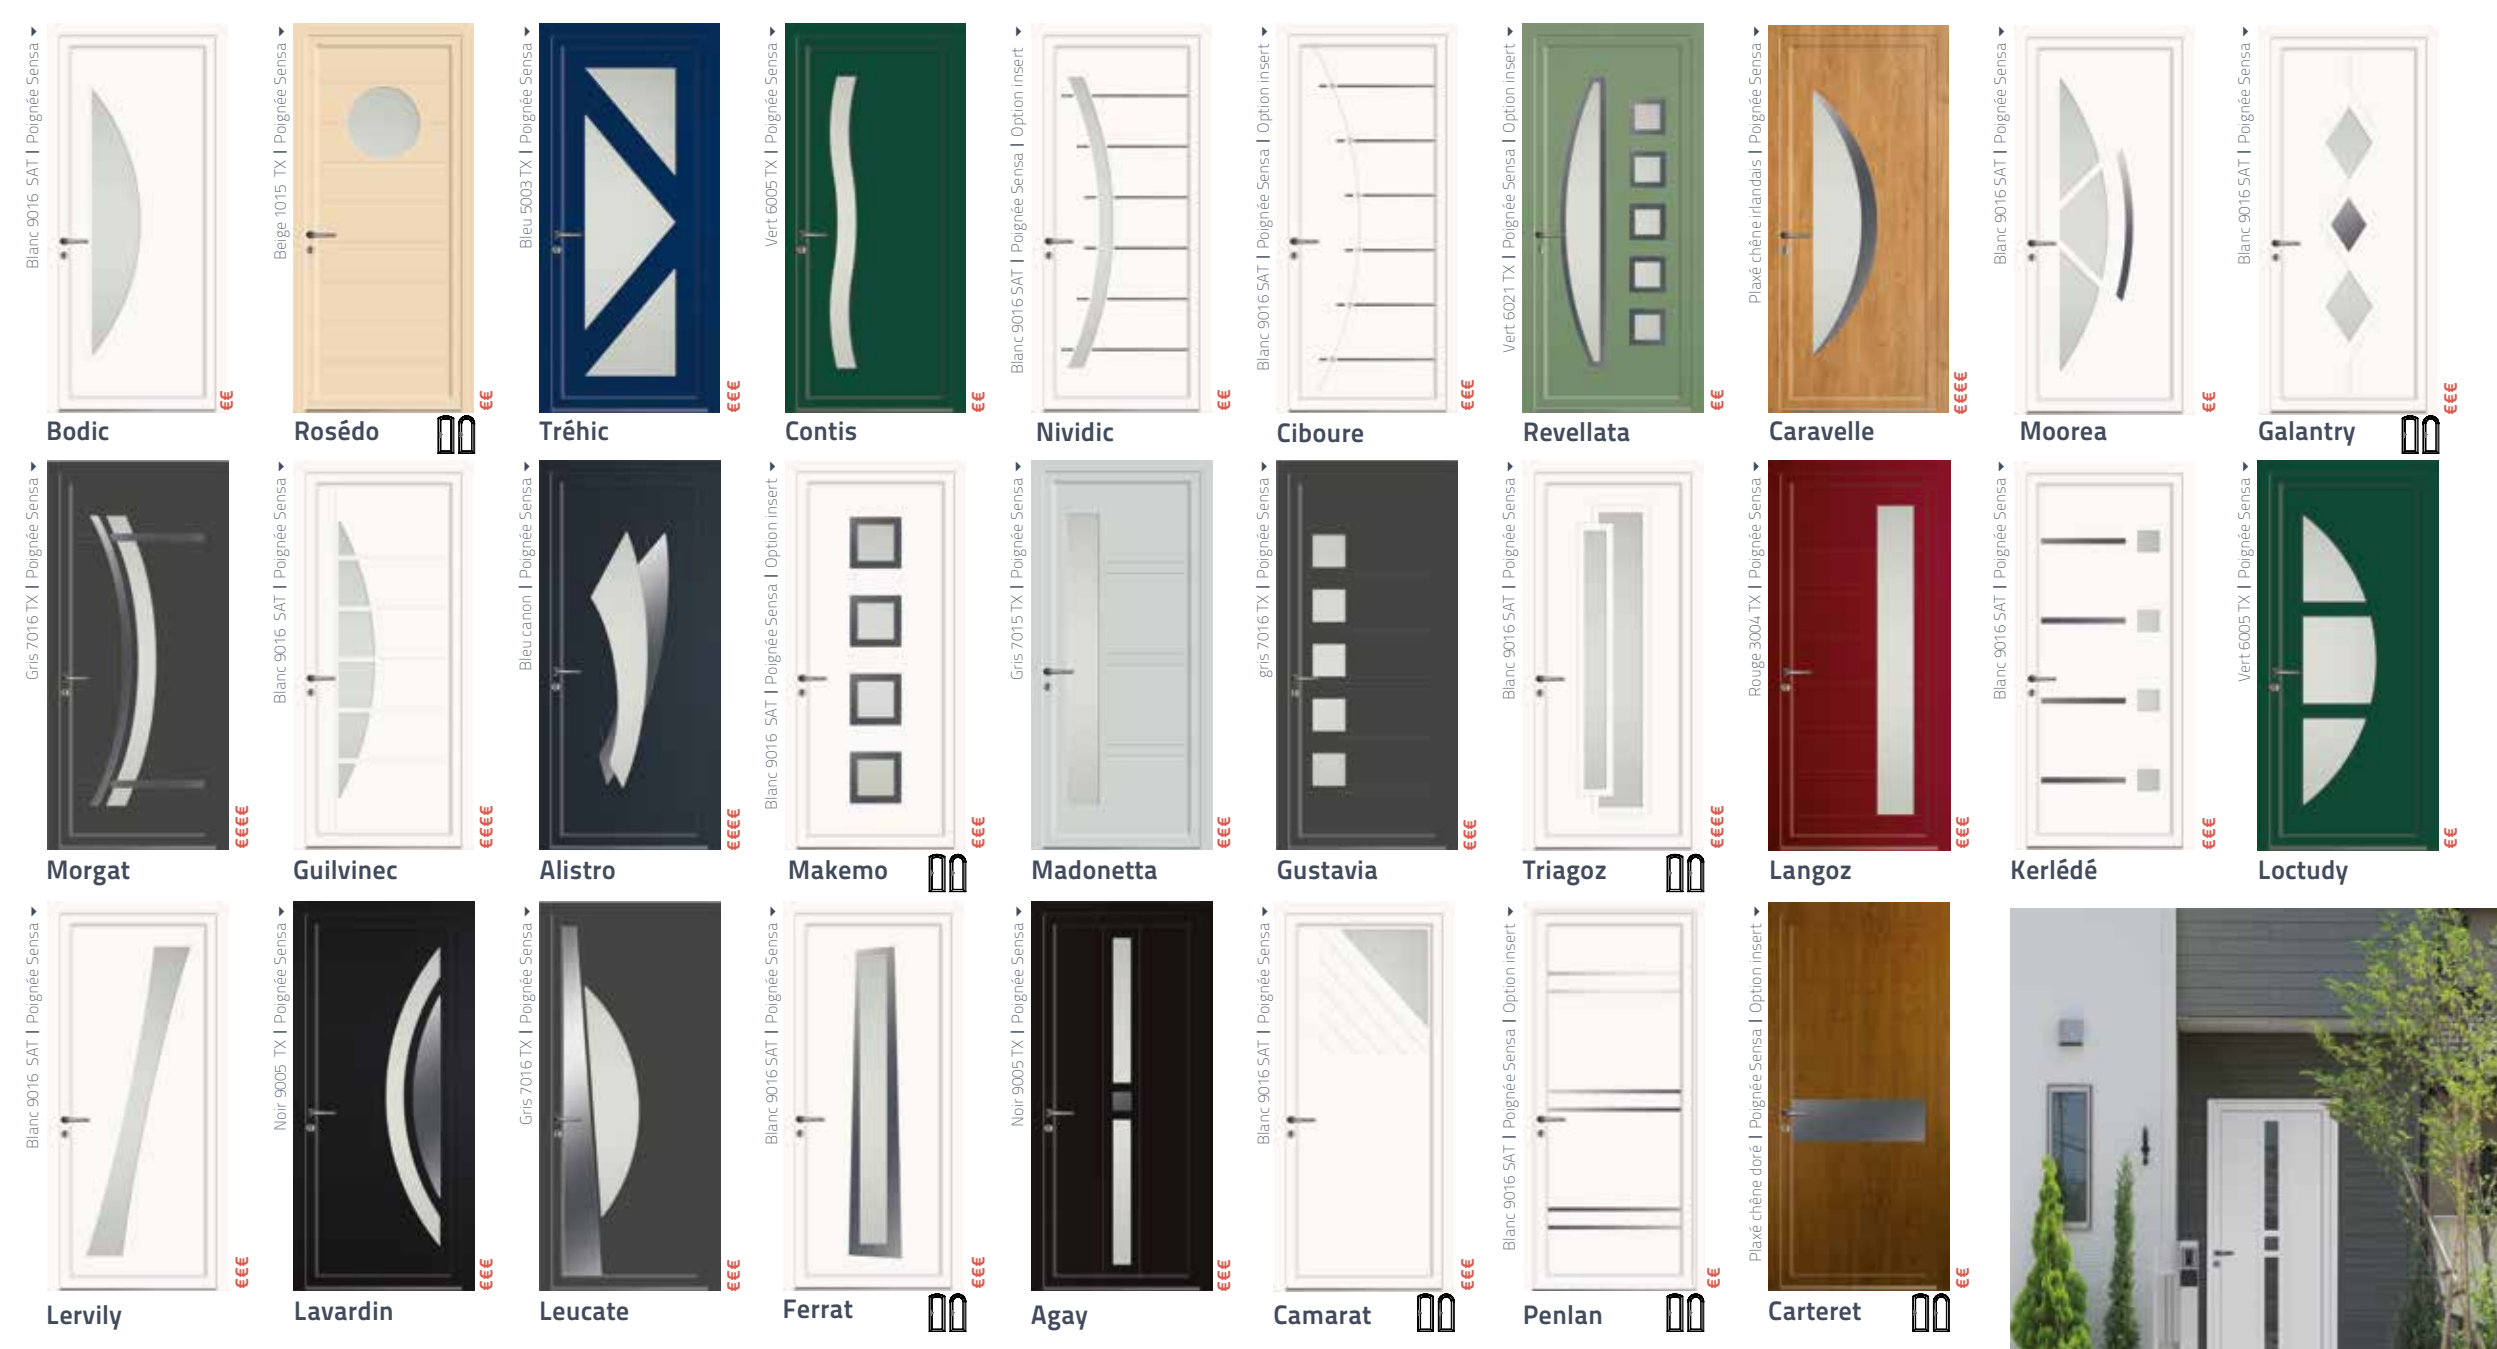 Blanc 9016 SAT | Poignée Sensa
€€
Bodic
Beige 1015 TX | Poignée Sensa
€€
Rosédo
Bleu 5003 TX | Poignée Sensa
€€€
Tréhic
Vert 6005 TX | Poignée Sensa
€€
Contis
Blanc 9016 SAT | Poignée Sensa | Option insert
€€
Nividic
Blanc 9016 SAT | Poignée Sensa | Option insert
€€€
Ciboure
Vert 6021 TX | Poignée Sensa | Option insert
€€
Revellata
Plaxé chêne irlandais | Poignée Sensa
€€€€
Caravelle
Blanc 9016 SAT | Poignée Sensa
€€
Moorea
Blanc 9016 SAT | Poignée Sensa
€€€
Galantry
Gris 7016 TX | Poignée Sensa
€€€€
Morgat
Blanc 9016 SAT | Poignée Sensa
€€€€
Guilvinec
Bleu canon | Poignée Sensa
€€€€
Alistro
Blanc 9016 SAT | Poignée Sensa | Option insert
€€€
Makemo
Gris 7015 TX | Poignée Sensa
€€€
Madonetta
gris 7016 TX | Poignée Sensa
€€€
Gustavia
Blanc 9016 SAT | Poignée Sensa
€€€€
Triagoz
Rouge 3004 TX | Poignée Sensa
€€€
Langoz
Blanc 9016 SAT | Poignée Sensa
€€€
Kerlédé
Vert 6005 TX | Poignée Sensa
€€
Loctudy
Blanc 9016 SAT | Poignée Sensa
€€€
Lervily
Noir 9005 TX | Poignée Sensa
€€€
Lavardin
Gris 7016 TX | Poignée Sensa
€€€
Leucate
Blanc 9016 SAT | Poignée Sensa
€€€
Ferrat
Noir 9005 TX | Poignée Sensa
€€€
Agay
Blanc 9016 SAT | Poignée Sensa
€€€
Camarat
Blanc 9016 SAT | Poignée Sensa | Option insert
€€
Penlan
Plaxé chêne doré | Poignée Sensa | Option insert
€€
Carteret